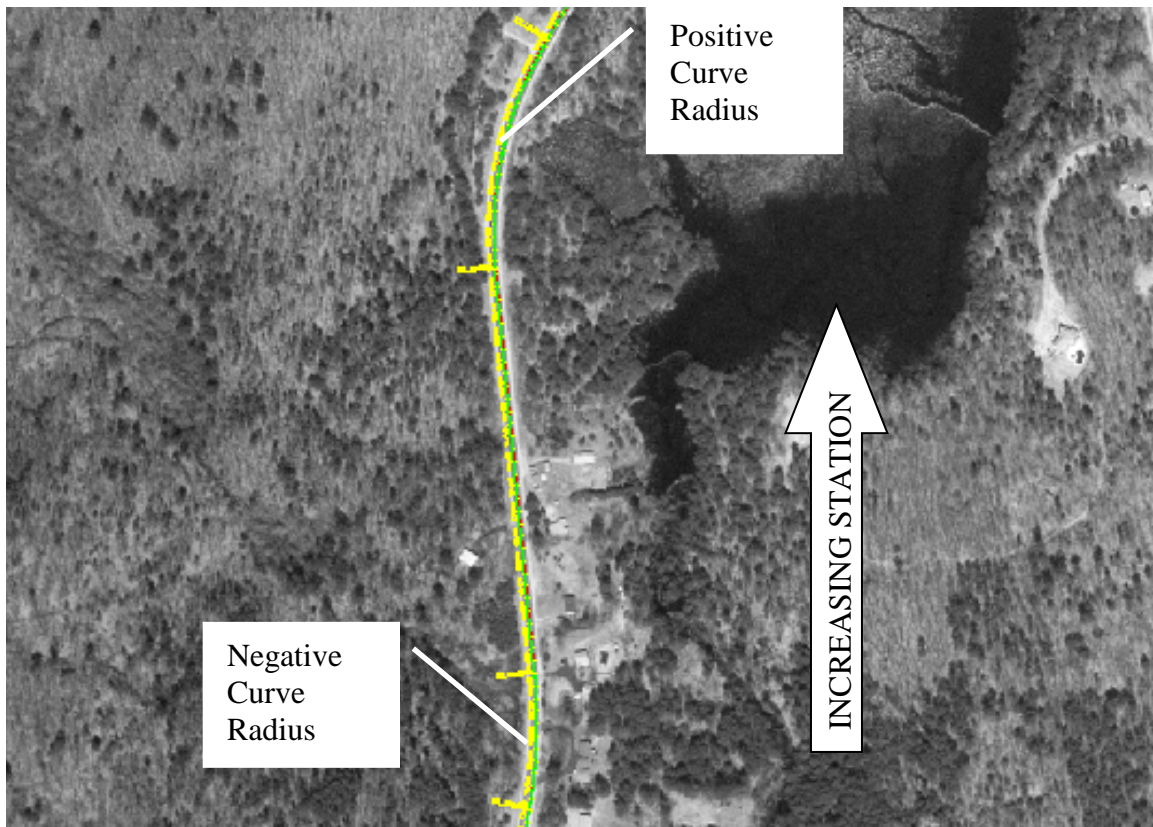 Positive
Curve
Radius
INCREASING STATION
Negative
Curve
Radius